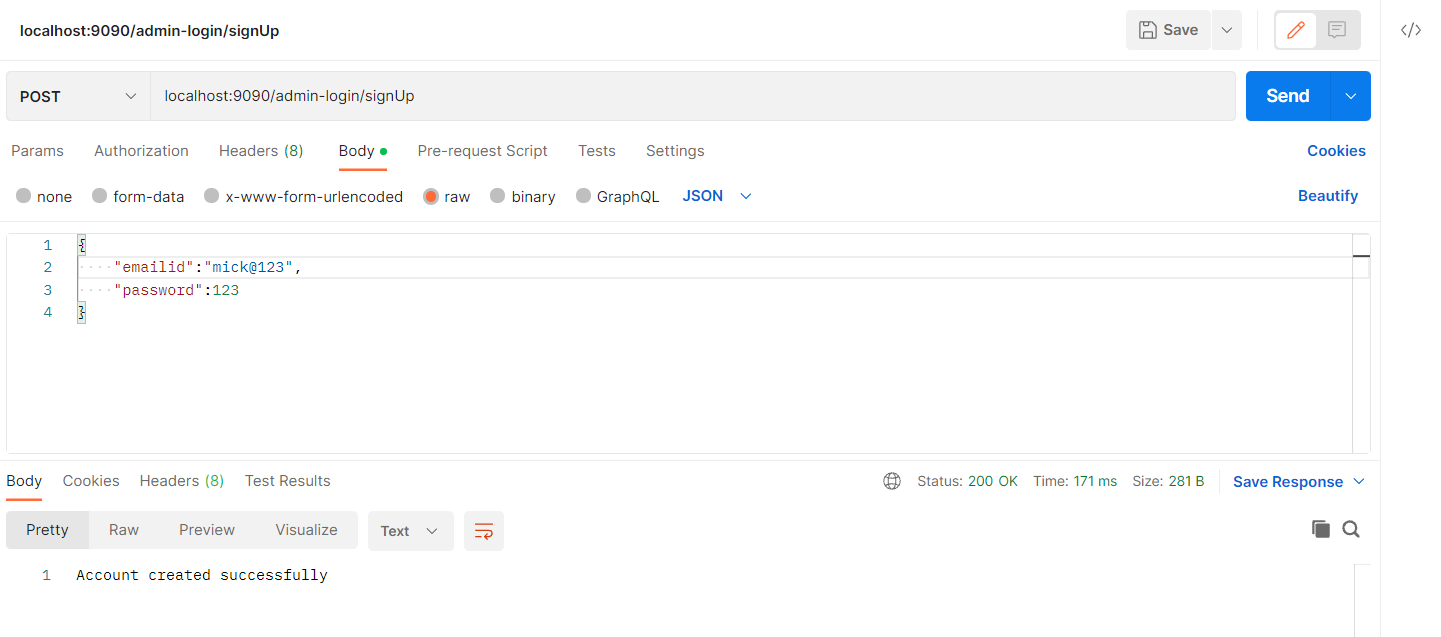 localhost:9090/admin-login/signUp
Save
POST
localhost:9090/admin-login/signUp
Send
Params Authorization Headers (8) Body Pre-request Script Tests Settings Cookies
none form-data x-www-form-urlencoded raw binary GraphQL JSON Beautify
1 {
2 "emailid":"mick@123",
3 "password":123
4 }
Body Cookies Headers (8) Test Results Status: 200 OK Time: 171 ms Size: 281 B Save Response
Pretty Raw Preview Visualize Text
1 Account created successfully